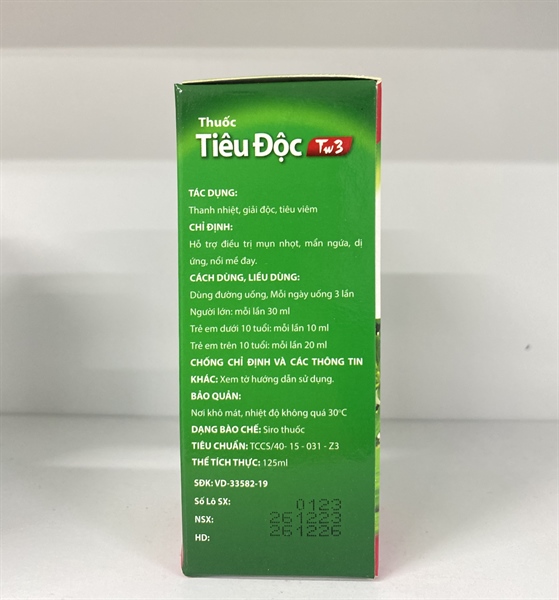 Thuốc
Tiêu Độc Tw3
TÁC DỤNG:
Thanh nhiệt, giải độc, tiêu viêm
CHỈ ĐỊNH:
Hỗ trợ điều trị mụn nhọt, mẩn ngứa, dị
ứng, nổi mề đay.
CÁCH DÙNG, LIỀU DÙNG:
Dùng đường uống, Mỗi ngày uống 3 lần
Người lớn: mỗi lần 30 ml
Trẻ em dưới 10 tuổi: mỗi lần 10 ml
Trẻ em trên 10 tuổi: mỗi lần 20 ml
CHỐNG CHỈ ĐỊNH VÀ CÁC THÔNG TIN
KHÁC: Xem tờ hướng dẫn sử dụng.
BẢO QUẢN:
Nơi khô mát, nhiệt độ không quá 30°C
DẠNG BÀO CHẾ: Siro thuốc
TIÊU CHUẨN: TCCS/40- 15 - 031 - Z3
THỂ TÍCH THỰC: 125ml
SĐK: VD-33582-19
Số Lô SX: 0123
NSX: 261223
HD: 261226